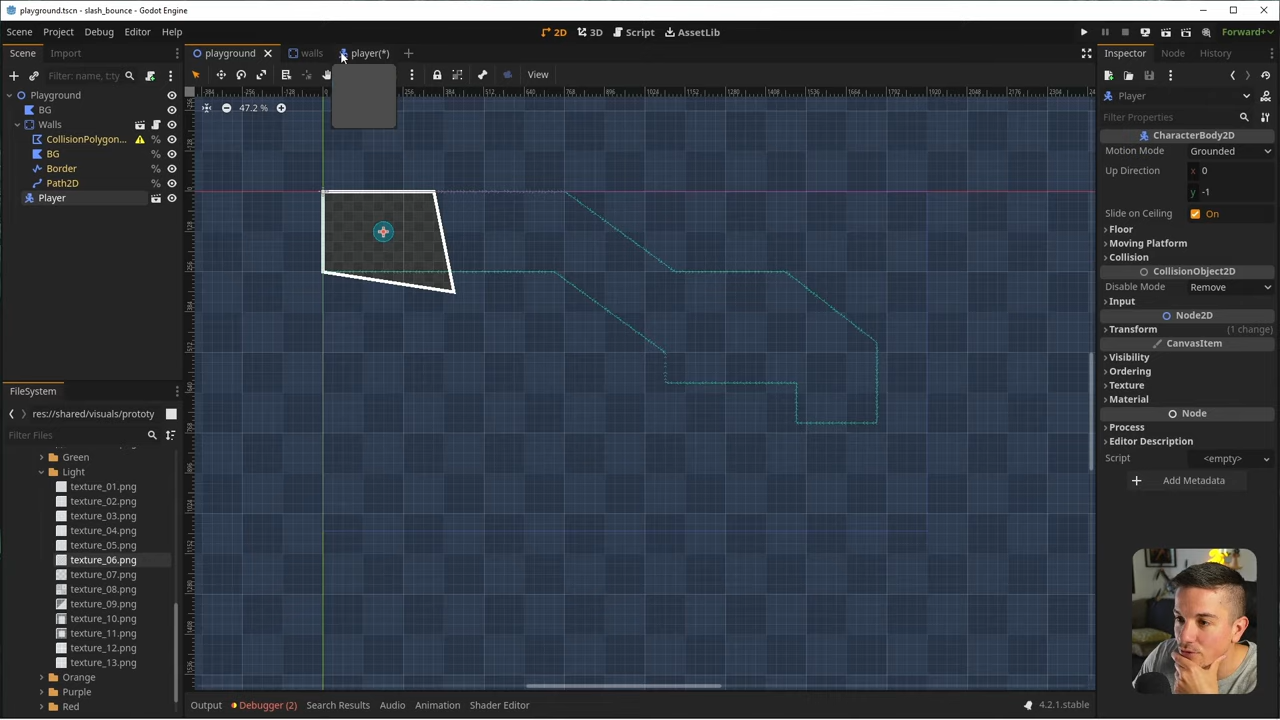 playground.tscn - slash_bounce - Godot Engine
Scene Project Debug Editor Help
2D 3D Script AssetLib
Forward+
Scene Import
playground walls player(*)
Inspector Node History
Filter: name, t:ty
View
Playground
BG
Walls
CollisionPolygon...
BG
Border
Path2D
Player
47.2 %
FileSystem
res://shared/visuals/prototy
Filter Files
Green
Light
texture_01.png
texture_02.png
texture_03.png
texture_04.png
texture_05.png
texture_06.png
texture_07.png
texture_08.png
texture_09.png
texture_10.png
texture_11.png
texture_12.png
texture_13.png
Orange
Purple
Red
Player
Filter Properties
CharacterBody2D
Motion Mode Grounded
Up Direction x 0
y -1
Slide on Ceiling On
Floor
Moving Platform
Collision
CollisionObject2D
Disable Mode Remove
Input
Node2D
Transform (1 change)
CanvasItem
Visibility
Ordering
Texture
Material
Node
Process
Editor Description
Script <empty>
Add Metadata
Output Debugger (2) Search Results Audio Animation Shader Editor
4.2.1.stable